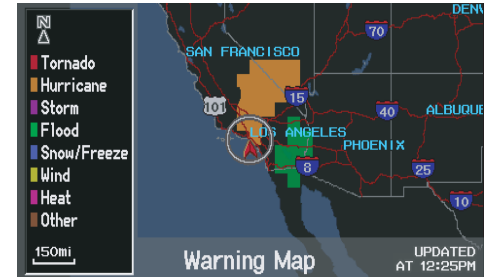 N
Tornado
Hurricane
Storm
Flood
Snow/Freeze
Wind
Heat
Other
150mi
DEN
70
SAN FRANCISCO
15
101
40
ALBUQUE
LOS ANGELES
PHOENIX
8
25
10
Warning Map
UPDATED
AT 12:25PM